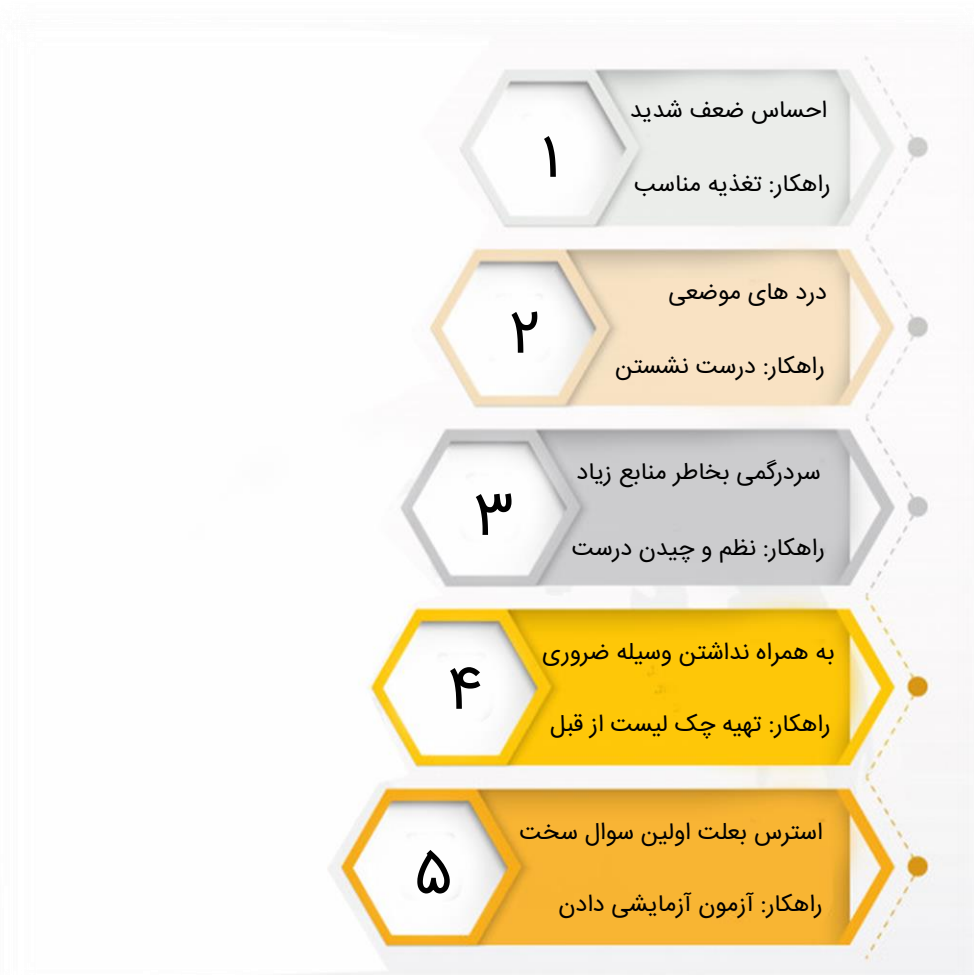 ۱
احساس ضعف شدید
راهکار: تغذیه مناسب
۲
درد های موضعی
راهکار: درست نشستن
۳
سردرگمی بخاطر منابع زیاد
راهکار: نظم و چیدن درست
۴
به همراه نداشتن وسیله ضروری
راهکار: تهیه چک لیست از قبل
۵
استرس بعلت اولین سوال سخت
راهکار: آزمون آزمایشی دادن